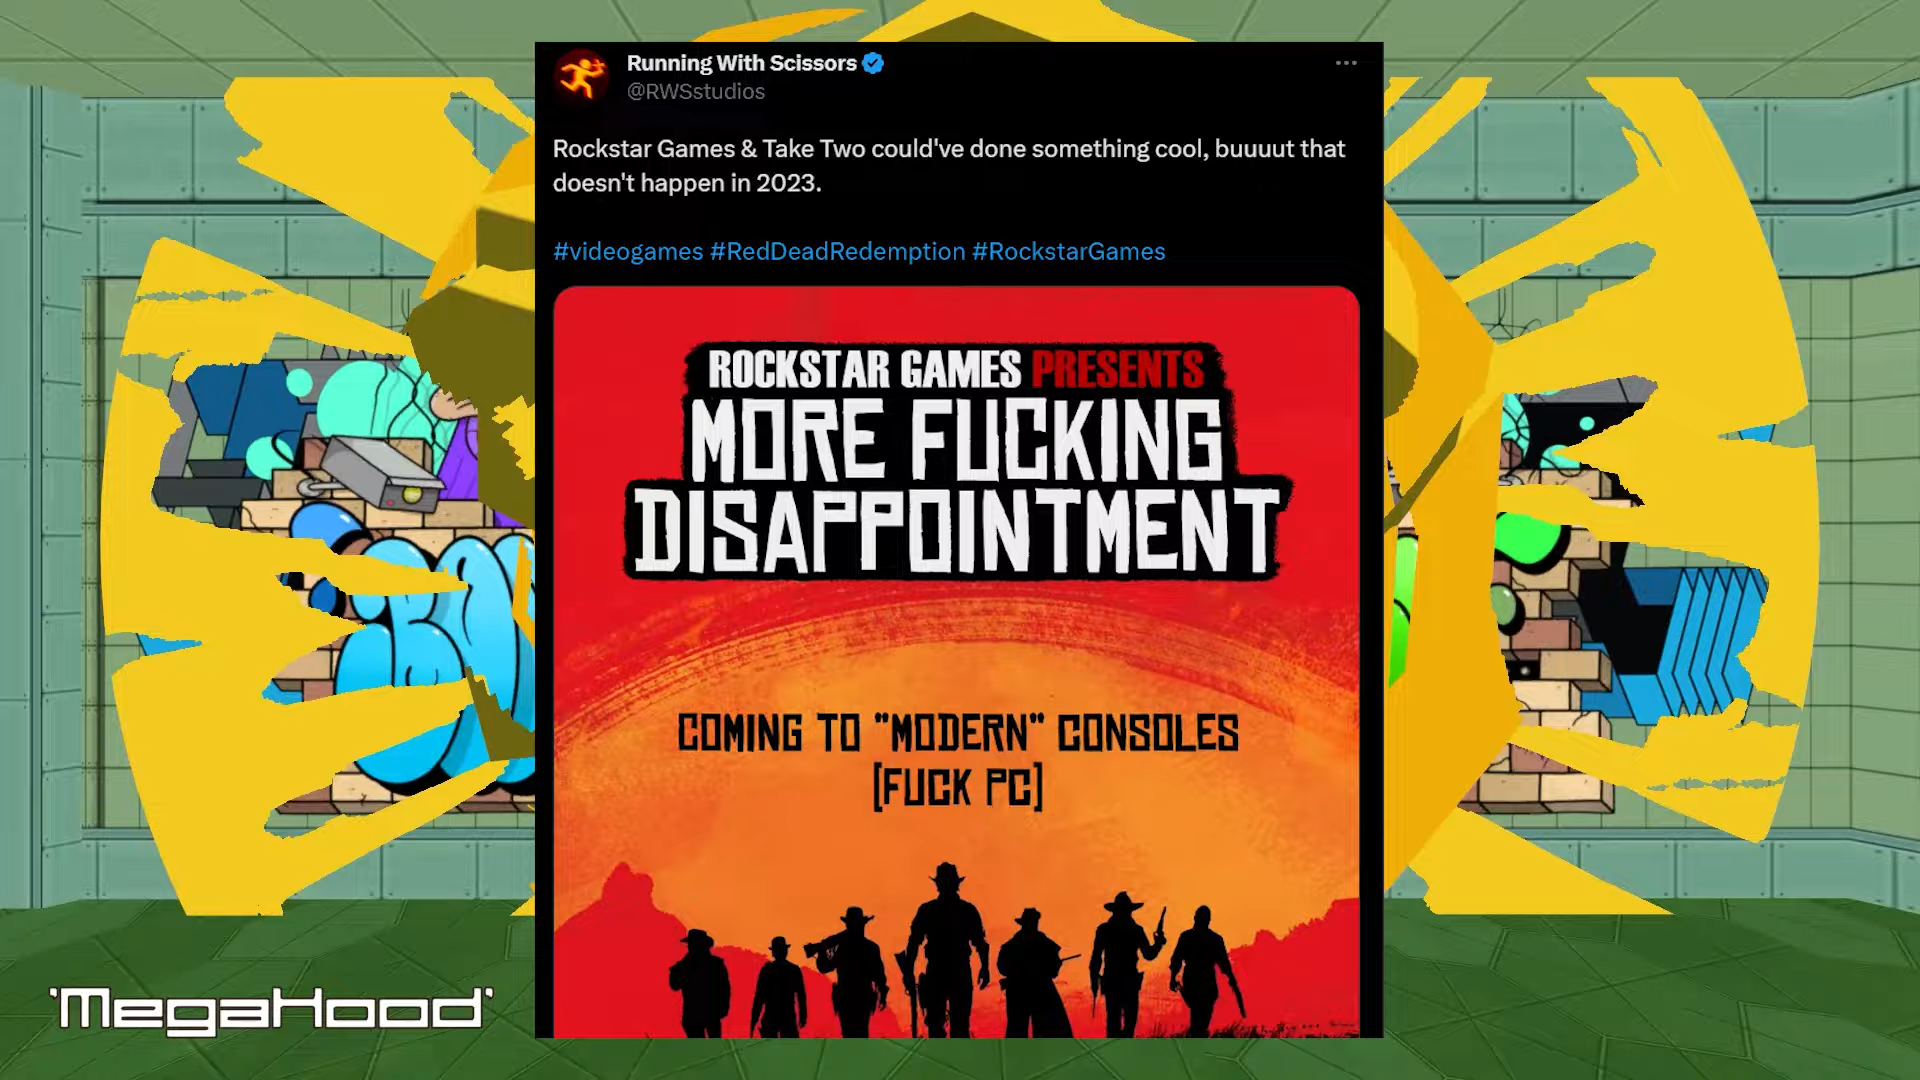 Running With Scissors
@RWSstudios
Rockstar Games & Take Two could've done something cool, buuuut that
doesn't happen in 2023.
#videogames #RedDeadRedemption #RockstarGames
ROCKSTAR GAMES PRESENTS
MORE FUCKING
DISAPPOINTMENT
COMING TO "MODERN" CONSOLES
[FUCK PC]
'MegaHood'